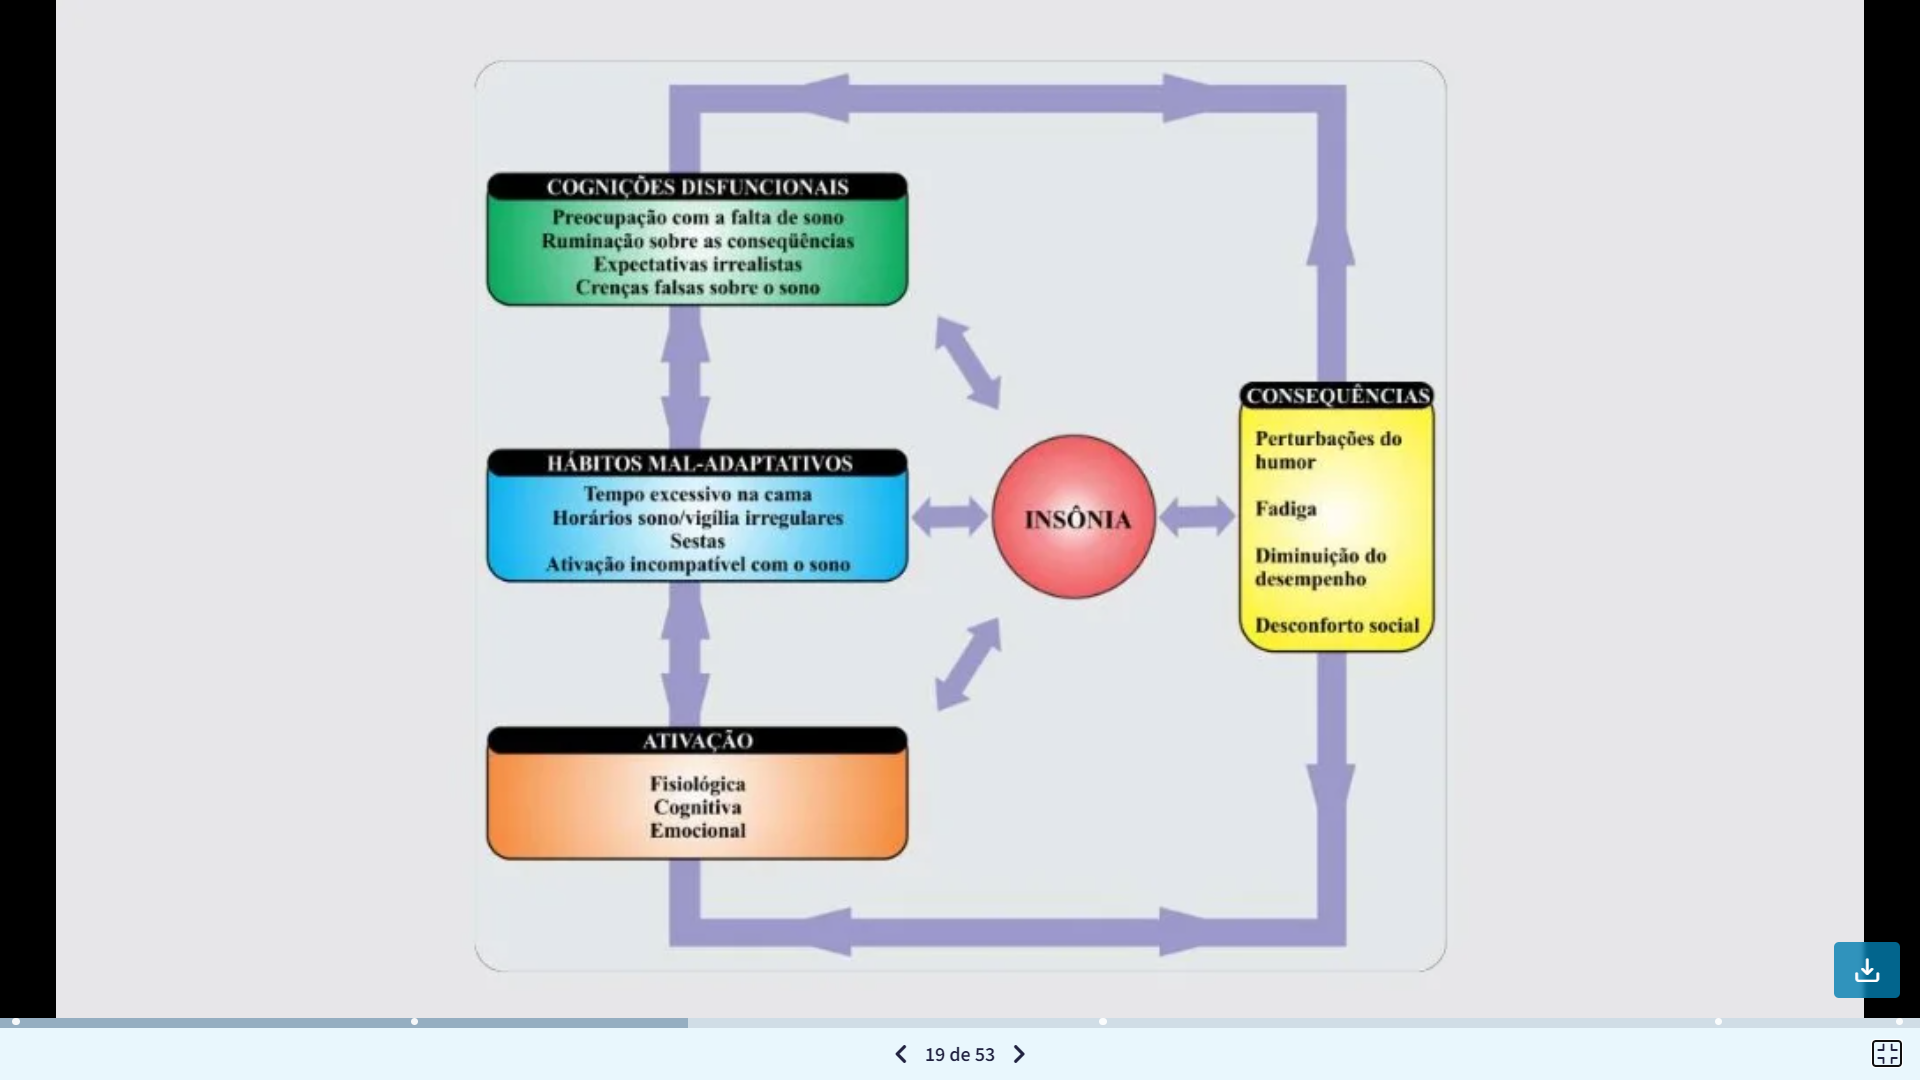 COGNIÇÕES DISFUNCIONAIS
Preocupação com a falta de sono
Ruminação sobre as conseqüências
Expectativas irrealistas
Crenças falsas sobre o sono
HÁBITOS MAL-ADAPTATIVOS
Tempo excessivo na cama
Horários sono/vigília irregulares
Sestas
Ativação incompatível com o sono
ATIVAÇÃO
Fisiológica
Cognitiva
Emocional
INSÔNIA
CONSEQUÊNCIAS
Perturbações do
humor
Fadiga
Diminuição do
desempenho
Desconforto social
19 de 53